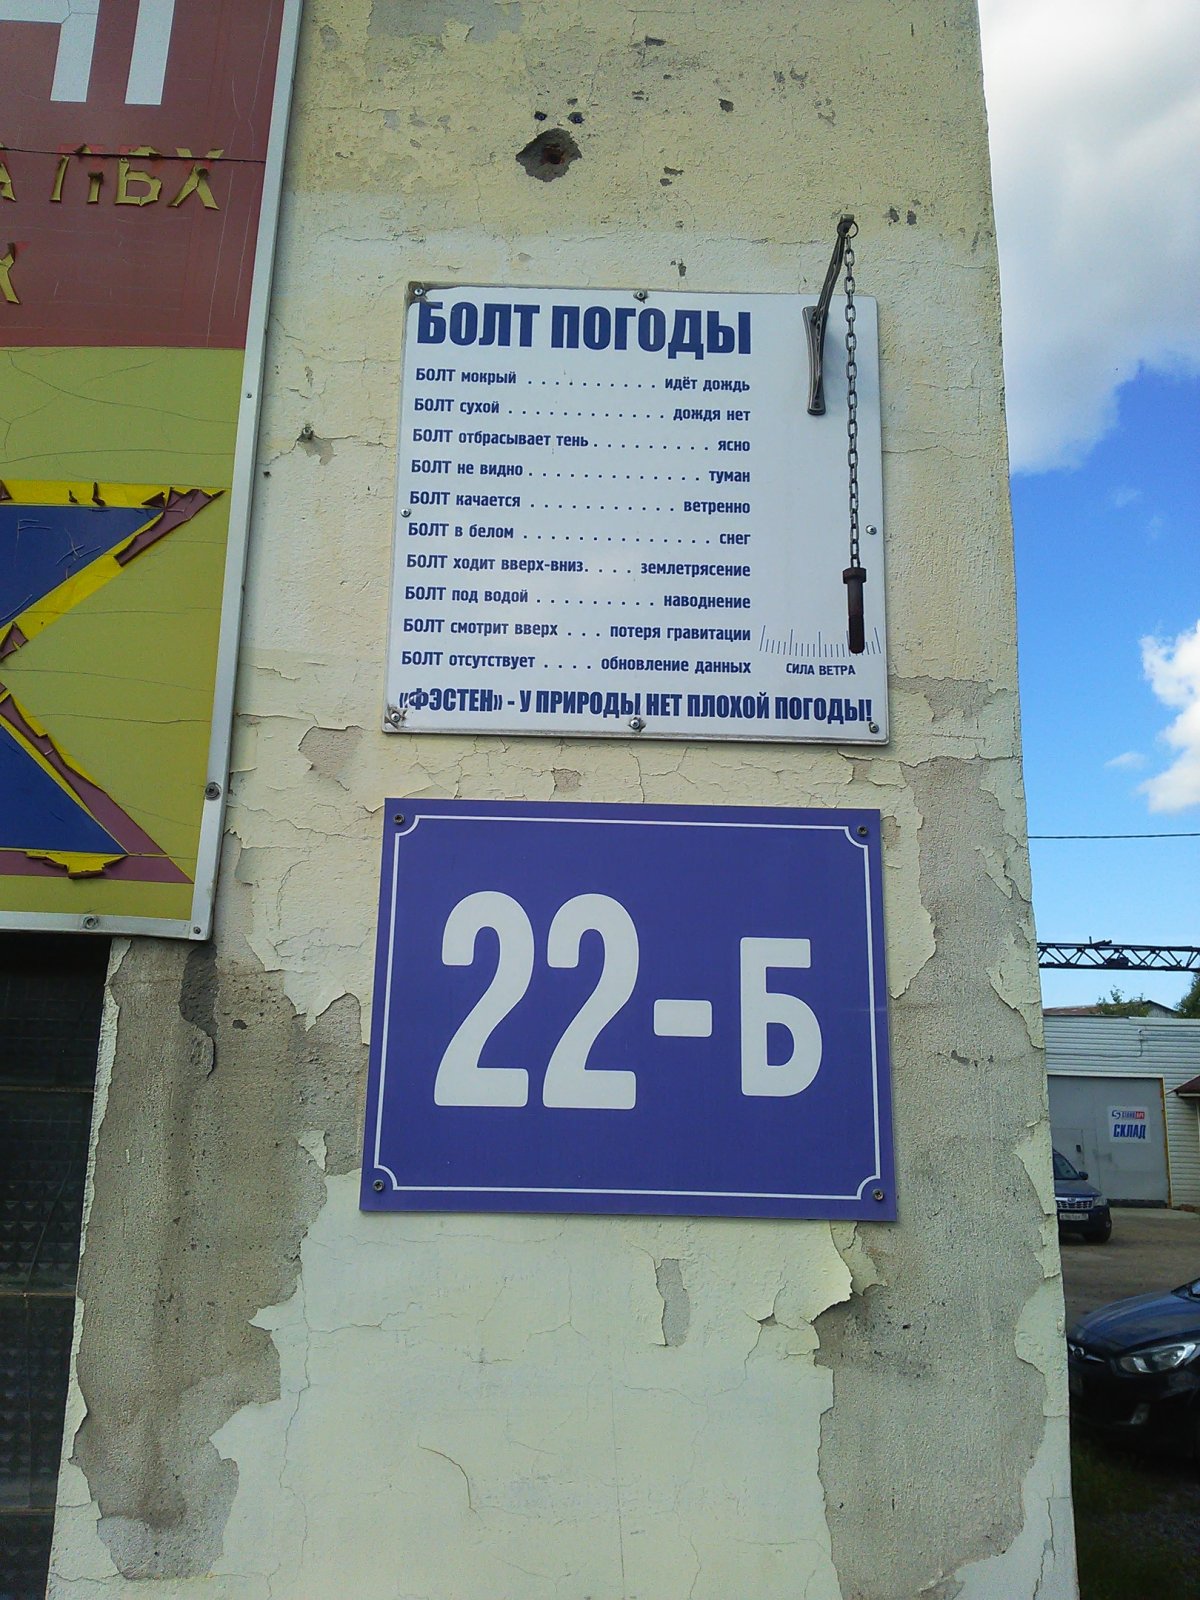 ПВХ
БОЛТ ПОГОДЫ
БОЛТ мокрый . . . . . . . . . . идёт дождь
БОЛТ сухой . . . . . . . . . . . . дождя нет
БОЛТ отбрасывает тень . . . . . . . . . ясно
БОЛТ не видно . . . . . . . . . . . . . туман
БОЛТ качается . . . . . . . . . . . ветренно
БОЛТ в белом . . . . . . . . . . . . . . . снег
БОЛТ ходит вверх-вниз. . . . землетрясение
БОЛТ под водой . . . . . . . . . наводнение
БОЛТ смотрит вверх . . . потеря гравитации
БОЛТ отсутствует . . . . обновление данных
СИЛА ВЕТРА
«ФЭСТЕН» - У ПРИРОДЫ НЕТ ПЛОХОЙ ПОГОДЫ!
22-Б
СКЛАД